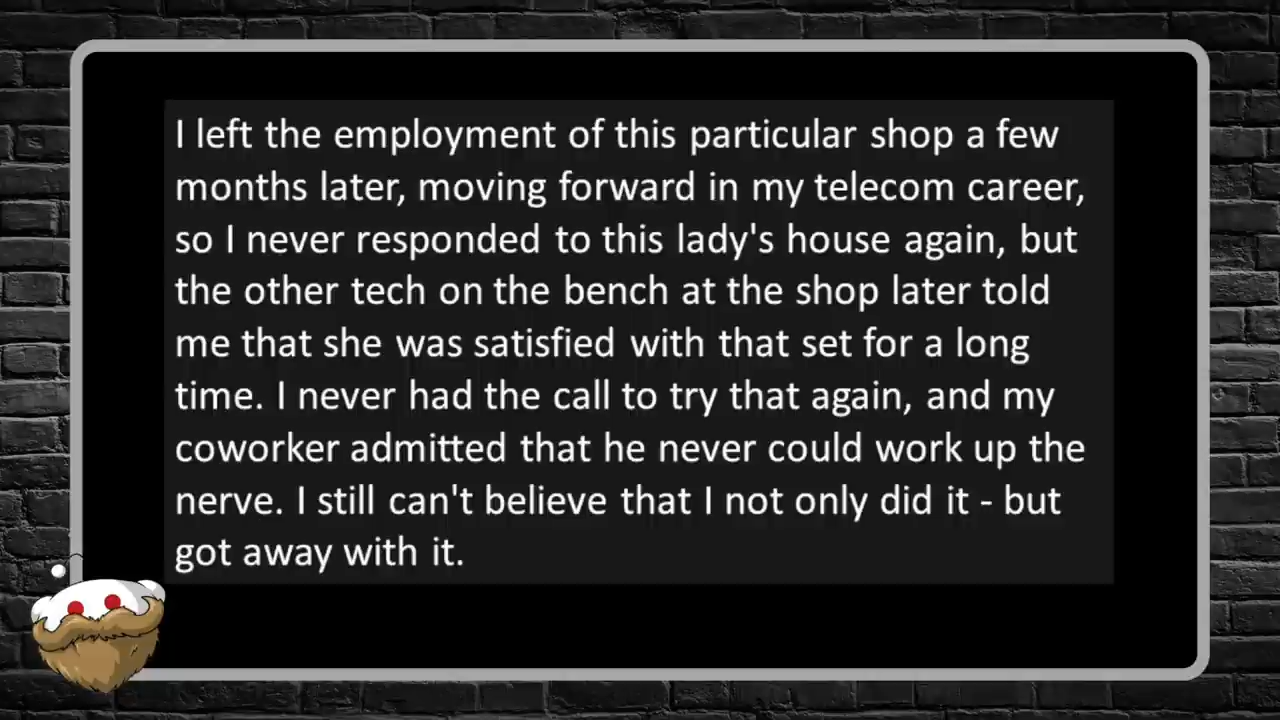 I left the employment of this particular shop a few
months later, moving forward in my telecom career,
so I never responded to this lady's house again, but
the other tech on the bench at the shop later told
me that she was satisfied with that set for a long
time. I never had the call to try that again, and my
coworker admitted that he never could work up the
nerve. I still can't believe that I not only did it - but
got away with it.